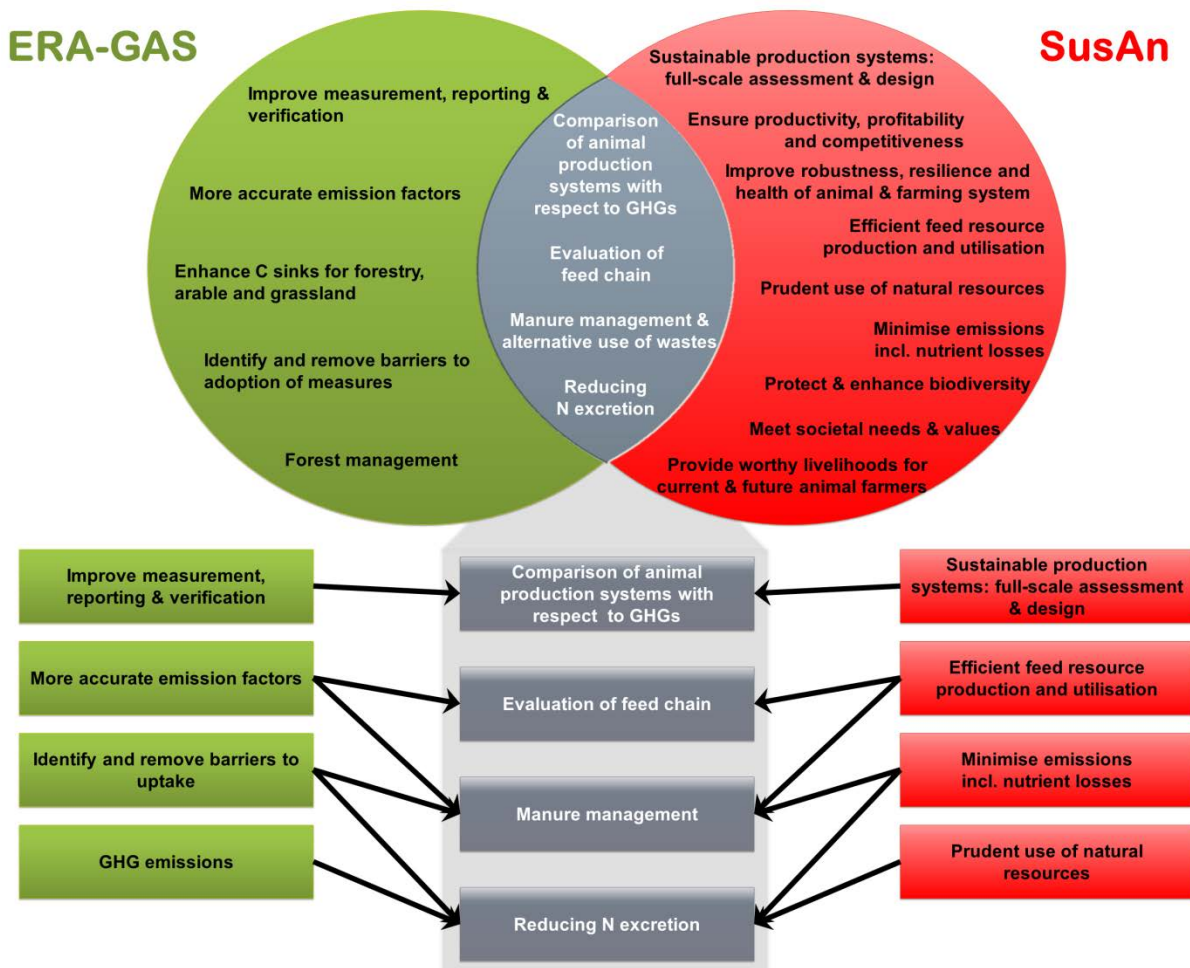 ERA-GAS
SusAn
Improve measurement, reporting &
verification
More accurate emission factors
Enhance C sinks for forestry,
arable and grassland
Identify and remove barriers to
adoption of measures
Forest management
Comparison
of animal
production
systems with
respect to GHGs
Evaluation of
feed chain
Manure management &
alternative use of wastes
Reducing
N excretion
Sustainable production systems:
full-scale assessment & design
Ensure productivity, profitability
and competitiveness
Improve robustness, resilience and
health of animal & farming system
Efficient feed resource
production and utilisation
Prudent use of natural resources
Minimise emissions
incl. nutrient losses
Protect & enhance biodiversity
Meet societal needs & values
Provide worthy livelihoods for
current & future animal farmers
Improve measurement,
reporting & verification
More accurate emission factors
Identify and remove barriers to
uptake
GHG emissions
Comparison of animal
production systems with
respect to GHGs
Evaluation of feed chain
Manure management
Reducing N excretion
Sustainable production
systems: full-scale assessment
& design
Efficient feed resource
production and utilisation
Minimise emissions
incl. nutrient losses
Prudent use of natural
resources